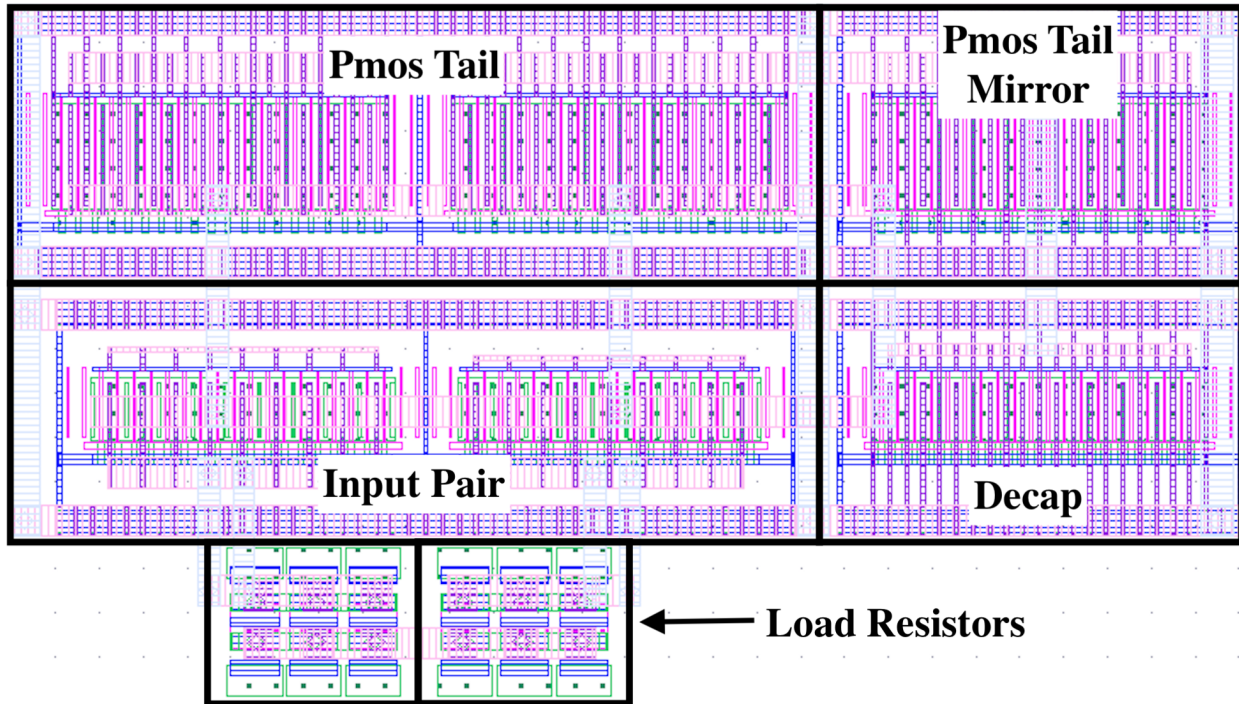 Pmos Tail
Pmos Tail
Mirror
Input Pair
Decap
Load Resistors